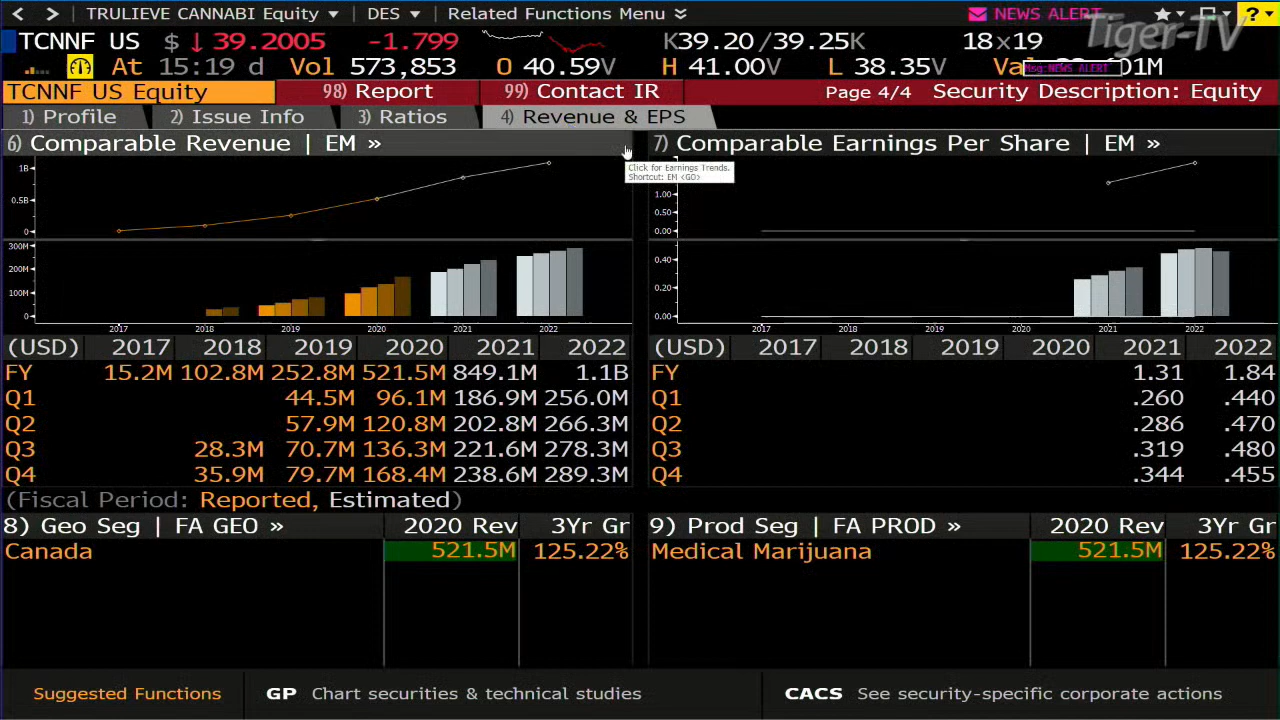 < > TRULIEVE CANNABI Equity DES Related Functions Menu NEWS ALERT ?
Tiger-TV
TCNNF US $ ↓ 39.2005 -1.799 K39.20 /39.25K 18 x 19
At 15:19 d Vol 573,853 O 40.59V H 41.00V L 38.35V
Msg:NEWS ALERT
TCNNF US Equity 98) Report 99) Contact IR Page 4/4 Security Description: Equity
1) Profile 2) Issue Info 3) Ratios 4) Revenue & EPS
6) Comparable Revenue | EM » 7) Comparable Earnings Per Share | EM »
Click for Earnings Trends.
Shortcut: EM <GO>
1B
0.5B
0
1.00
0.50
0.00
300M
200M
100M
0
0.40
0.20
0.00
2017 2018 2019 2020 2021 2022 2017 2018 2019 2020 2021 2022
(USD) 2017 2018 2019 2020 2021 2022 (USD) 2017 2018 2019 2020 2021 2022
FY 15.2M 102.8M 252.8M 521.5M 849.1M 1.1B FY 1.31 1.84
Q1 44.5M 96.1M 186.9M 256.0M Q1 .260 .440
Q2 57.9M 120.8M 202.8M 266.3M Q2 .286 .470
Q3 28.3M 70.7M 136.3M 221.6M 278.3M Q3 .319 .480
Q4 35.9M 79.7M 168.4M 238.6M 289.3M Q4 .344 .455
(Fiscal Period: Reported, Estimated)
8) Geo Seg | FA GEO » 2020 Rev 3Yr Gr 9) Prod Seg | FA PROD » 2020 Rev 3Yr Gr
Canada 521.5M 125.22% Medical Marijuana 521.5M 125.22%
Suggested Functions GP Chart securities & technical studies CACS See security-specific corporate actions